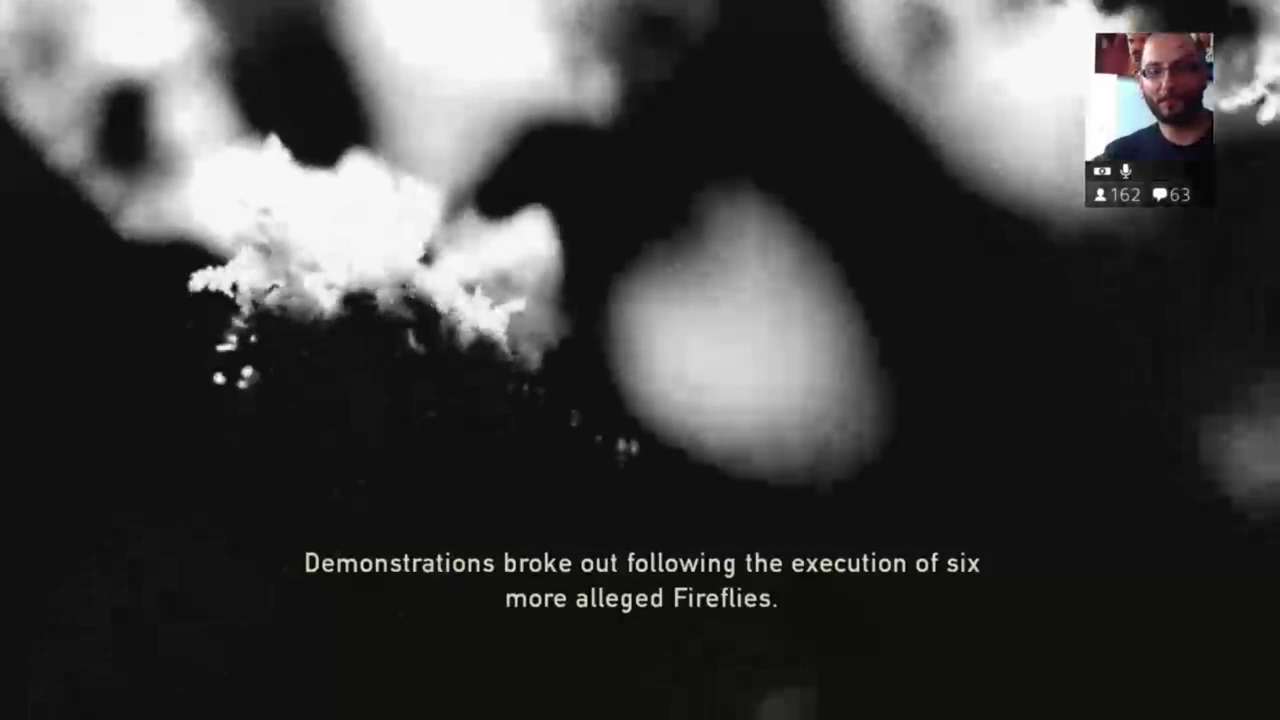 162 63
Demonstrations broke out following the execution of six
more alleged Fireflies.